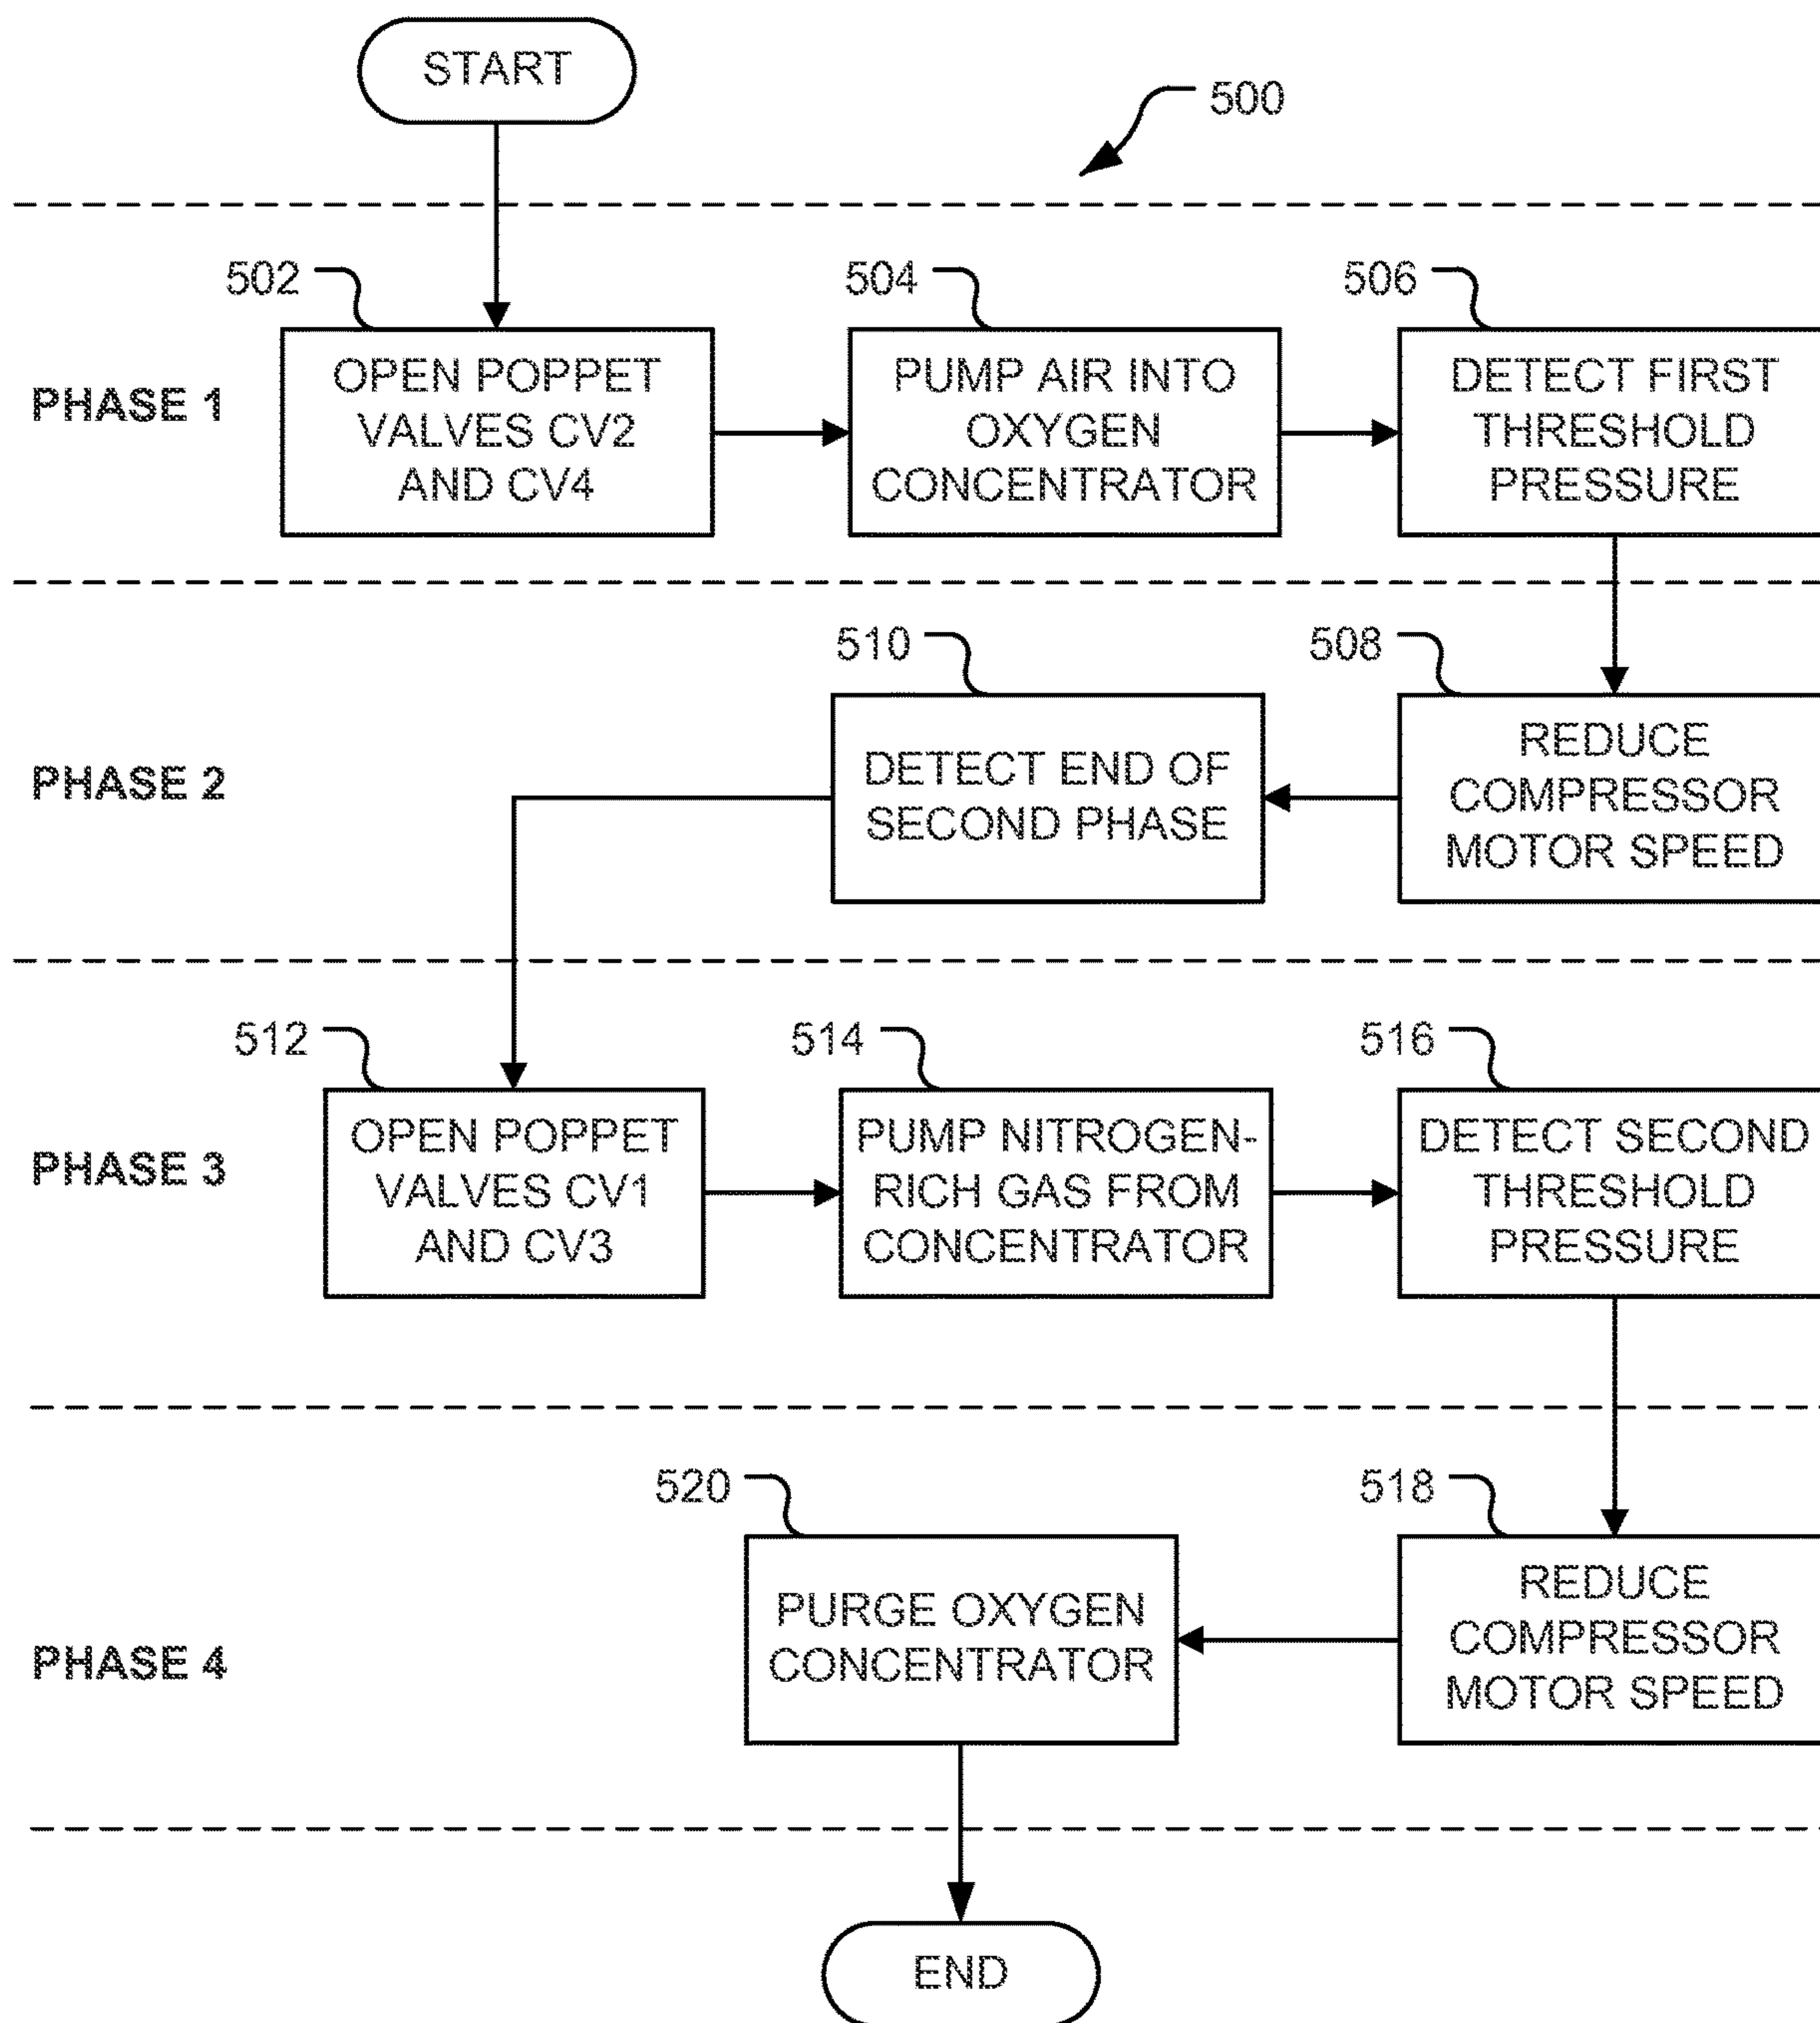 START
500
502
504
506
PHASE 1
OPEN POPPET
VALVES CV2
AND CV4
PUMP AIR INTO
OXYGEN
CONCENTRATOR
DETECT FIRST
THRESHOLD
PRESSURE
510
508
PHASE 2
DETECT END OF
SECOND PHASE
REDUCE
COMPRESSOR
MOTOR SPEED
512
514
516
PHASE 3
OPEN POPPET
VALVES CV1
AND CV3
PUMP NITROGEN-
RICH GAS FROM
CONCENTRATOR
DETECT SECOND
THRESHOLD
PRESSURE
520
518
PHASE 4
PURGE OXYGEN
CONCENTRATOR
REDUCE
COMPRESSOR
MOTOR SPEED
END